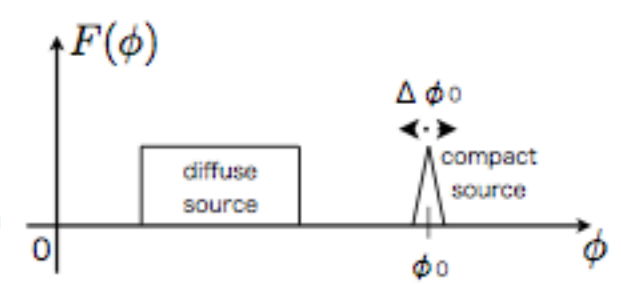 F(ϕ)
Δ ϕ0
diffuse
source
compact
source
0
ϕ0
ϕ